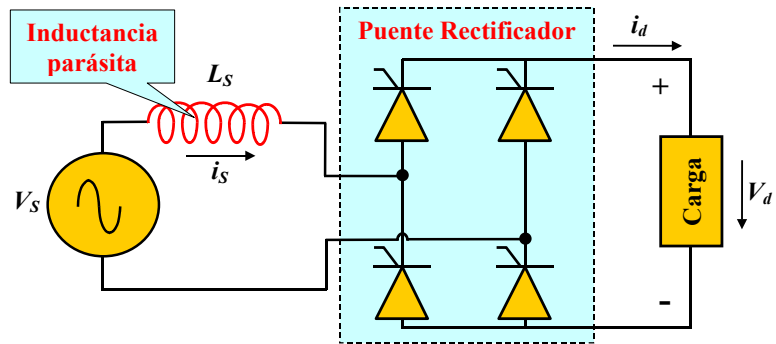 Inductancia
parásita
Puente Rectificador
L_S
i_S
V_S
i_d
+
Carga
V_d
-